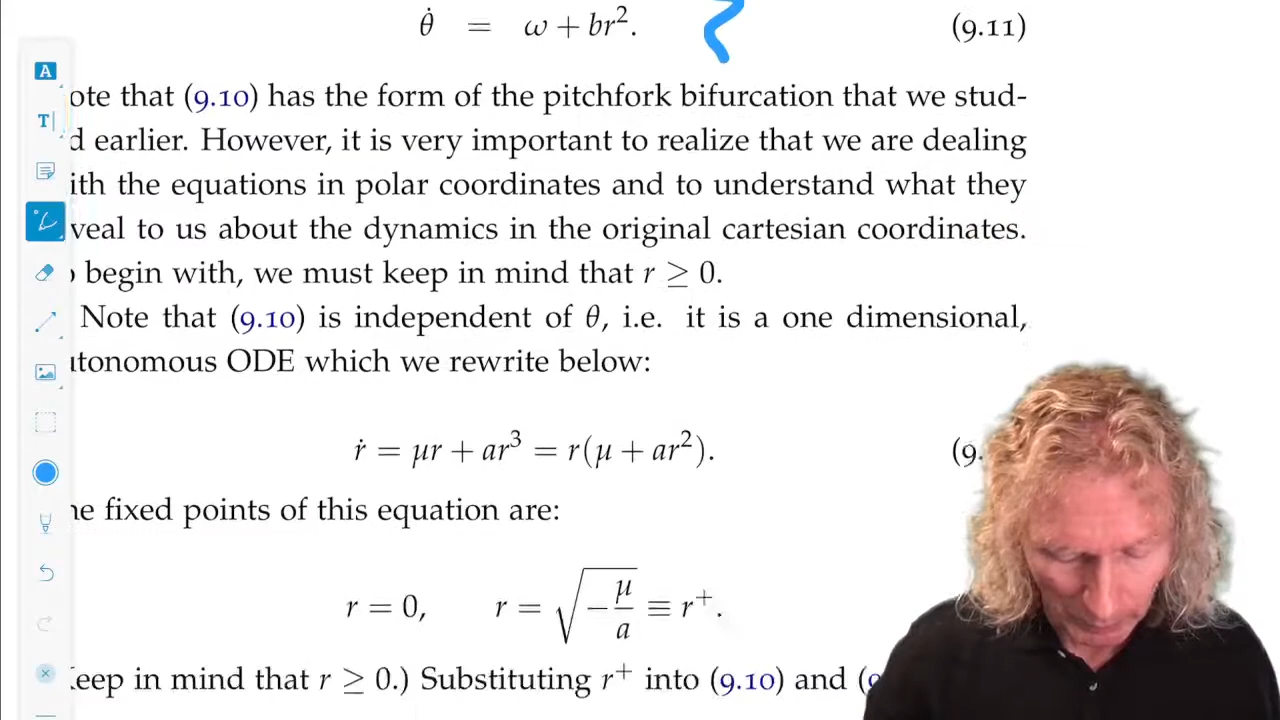 θ̇ = ω + br². (9.11)
ote that (9.10) has the form of the pitchfork bifurcation that we stud-
d earlier. However, it is very important to realize that we are dealing
ith the equations in polar coordinates and to understand what they
veal to us about the dynamics in the original cartesian coordinates.
begin with, we must keep in mind that r ≥ 0.
Note that (9.10) is independent of θ, i.e. it is a one dimensional,
utonomous ODE which we rewrite below:
ṙ = μr + ar³ = r(μ + ar²). (9.
he fixed points of this equation are:
r = 0, r = √(−μ/a) ≡ r⁺.
eep in mind that r ≥ 0.) Substituting r⁺ into (9.10) and (9
A
T